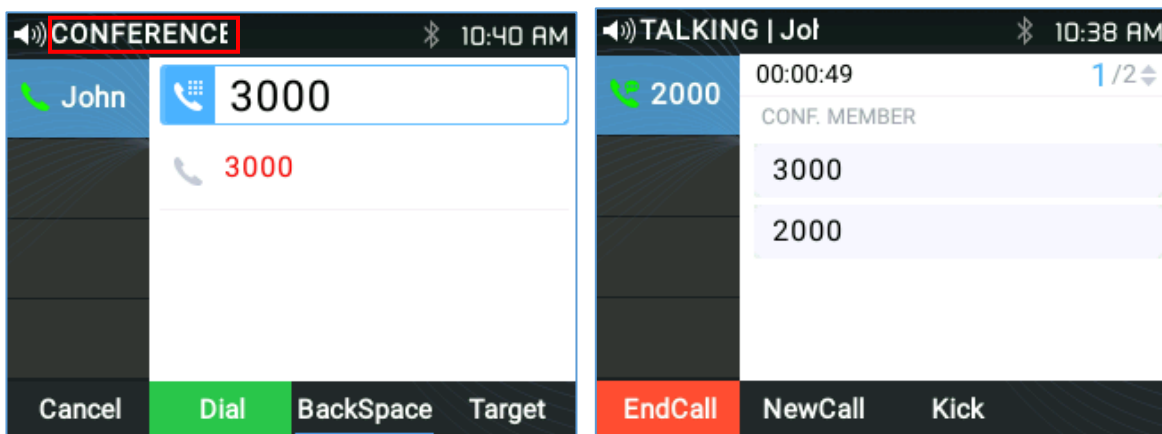 CONFERENCE
10:40 AM
John
3000
3000
Cancel
Dial
BackSpace
Target
TALKING | Joh
10:38 AM
2000
00:00:49
1/2
CONF. MEMBER
3000
2000
EndCall
NewCall
Kick